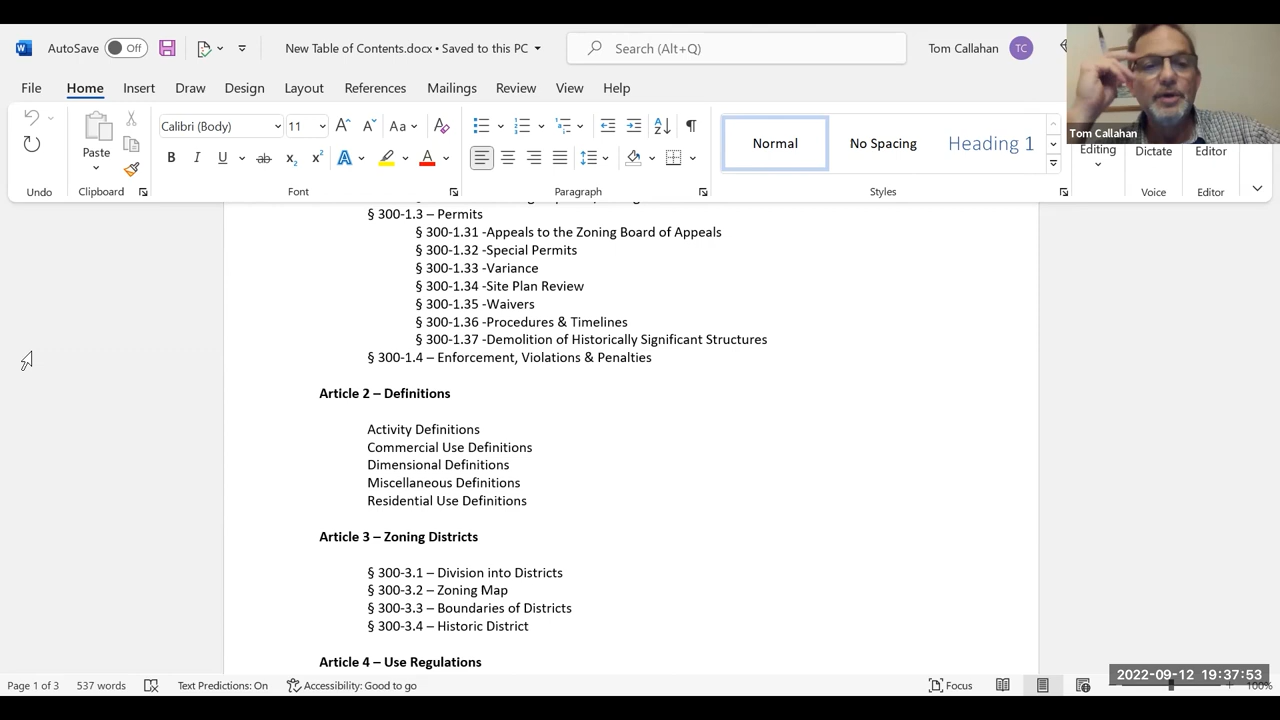 AutoSave Off New Table of Contents.docx • Saved to this PC Search (Alt+Q) Tom Callahan TC
File Home Insert Draw Design Layout References Mailings Review View Help
Tom Callahan
Calibri (Body) 11 A A Aa A
Paste
B I U ab x₂ x² A A
Normal No Spacing Heading 1
Editing Dictate Editor
Undo Clipboard Font Paragraph Styles Voice Editor
§ 300-1.3 – Permits
§ 300-1.31 -Appeals to the Zoning Board of Appeals
§ 300-1.32 -Special Permits
§ 300-1.33 -Variance
§ 300-1.34 -Site Plan Review
§ 300-1.35 -Waivers
§ 300-1.36 -Procedures & Timelines
§ 300-1.37 -Demolition of Historically Significant Structures
§ 300-1.4 – Enforcement, Violations & Penalties
Article 2 – Definitions
Activity Definitions
Commercial Use Definitions
Dimensional Definitions
Miscellaneous Definitions
Residential Use Definitions
Article 3 – Zoning Districts
§ 300-3.1 – Division into Districts
§ 300-3.2 – Zoning Map
§ 300-3.3 – Boundaries of Districts
§ 300-3.4 – Historic District
Article 4 – Use Regulations
2022-09-12 19:37:53
Page 1 of 3 537 words Text Predictions: On Accessibility: Good to go Focus 100%